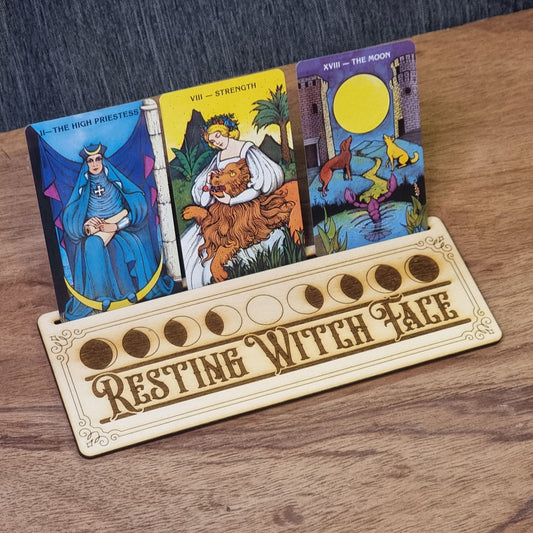 II—THE HIGH PRIESTESS
VIII — STRENGTH
XVIII — THE MOON
RESTING WITCH FACE